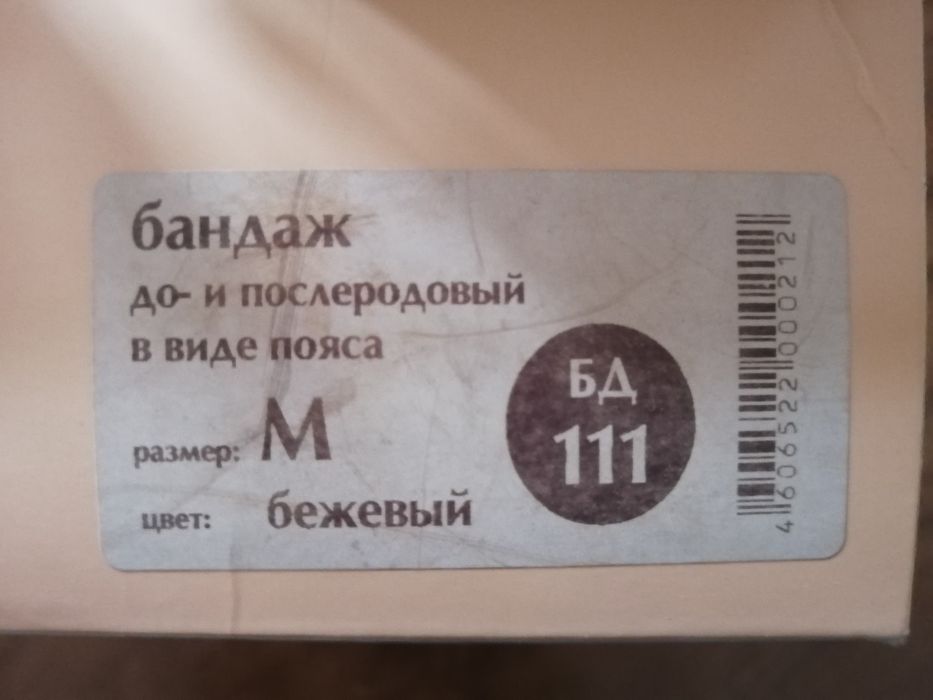 бандаж
до- и послеродовый
в виде пояса
размер: М
цвет: бежевый
БД
111
4606522000212